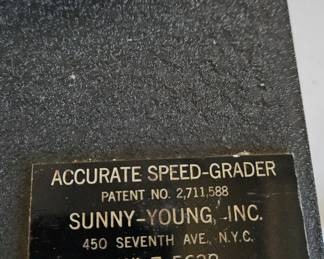 ACCURATE SPEED-GRADER
PATENT NO. 2,711,588
SUNNY-YOUNG, INC.
450 SEVENTH AVE., N.Y.C.